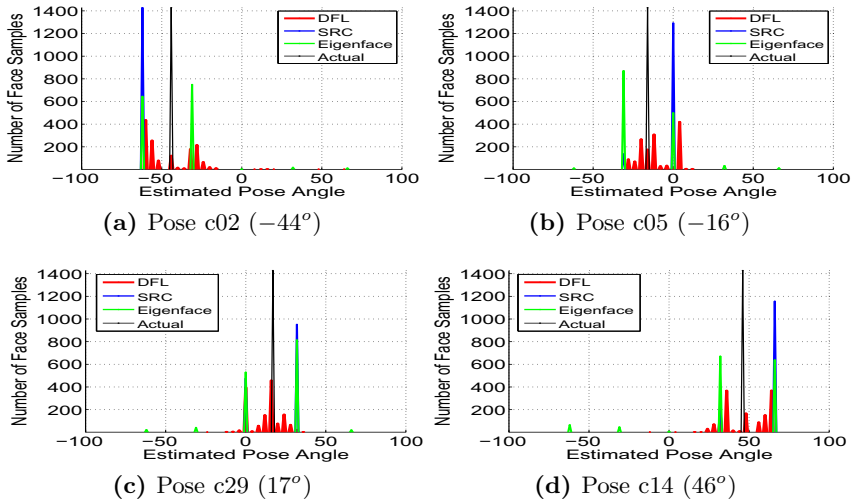 Number of Face Samples
1400
1200
1000
800
600
400
200
−100
−50
0
50
100
Estimated Pose Angle
DFL
SRC
Eigenface
Actual
(a) Pose c02 (−44°)
Number of Face Samples
1400
1200
1000
800
600
400
200
−100
−50
0
50
100
Estimated Pose Angle
DFL
SRC
Eigenface
Actual
(b) Pose c05 (−16°)
Number of Face Samples
1400
1200
1000
800
600
400
200
−100
−50
0
50
100
Estimated Pose Angle
DFL
SRC
Eigenface
Actual
(c) Pose c29 (17°)
Number of Face Samples
1400
1200
1000
800
600
400
200
−100
−50
0
50
100
Estimated Pose Angle
DFL
SRC
Eigenface
Actual
(d) Pose c14 (46°)